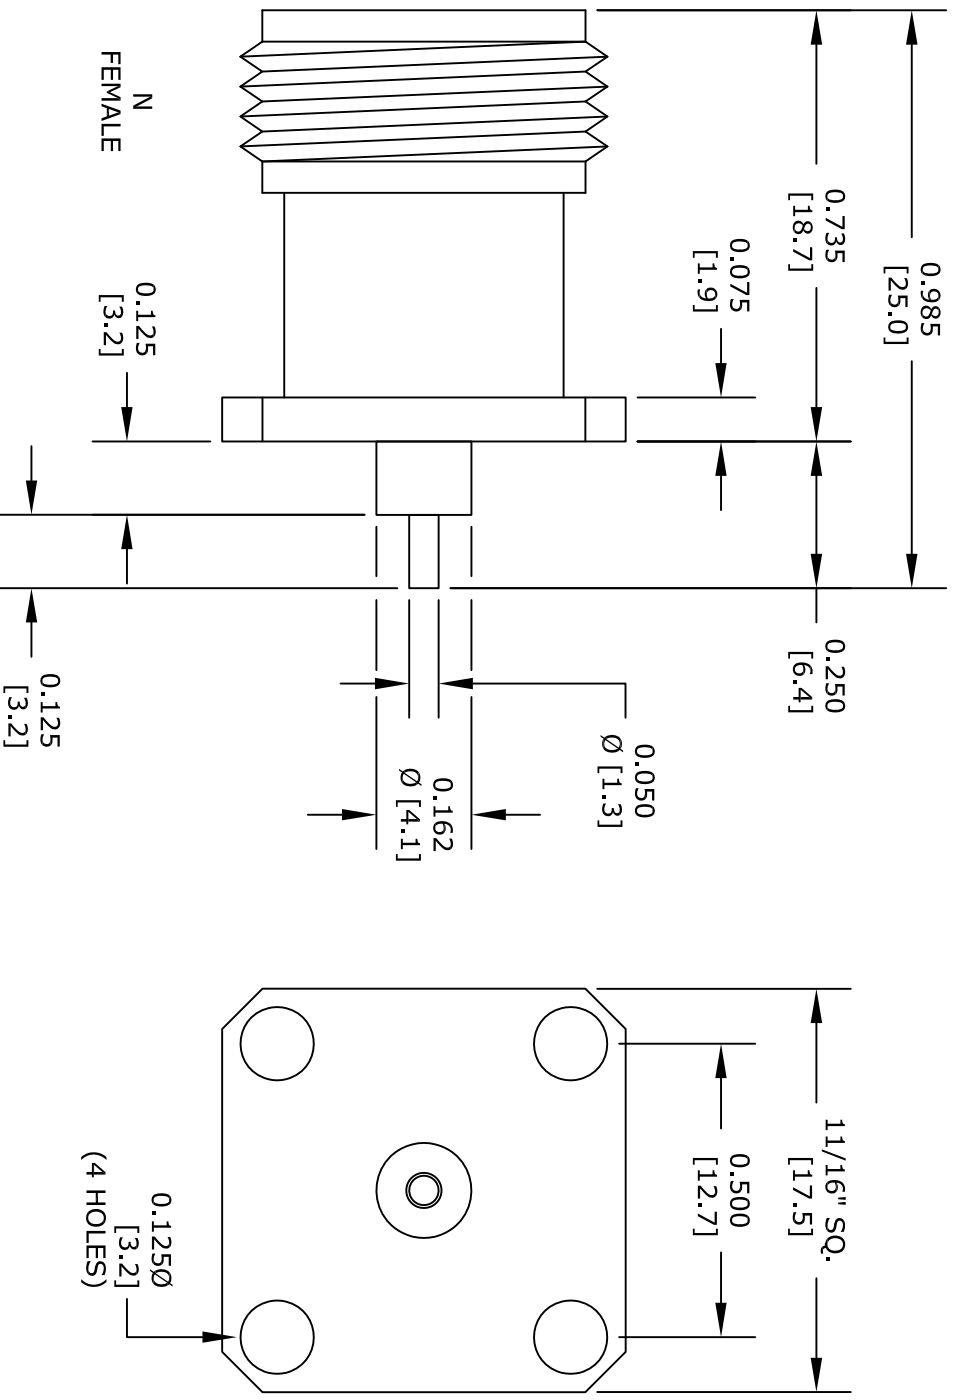 0.985
[25.0]
0.735
[18.7]
0.250
[6.4]
0.075
[1.9]
0.050
Ø [1.3]
0.162
Ø [4.1]
N
FEMALE
0.125
[3.2]
0.125
[3.2]
11/16" SQ.
[17.5]
0.500
[12.7]
0.125Ø
[3.2]
(4 HOLES)